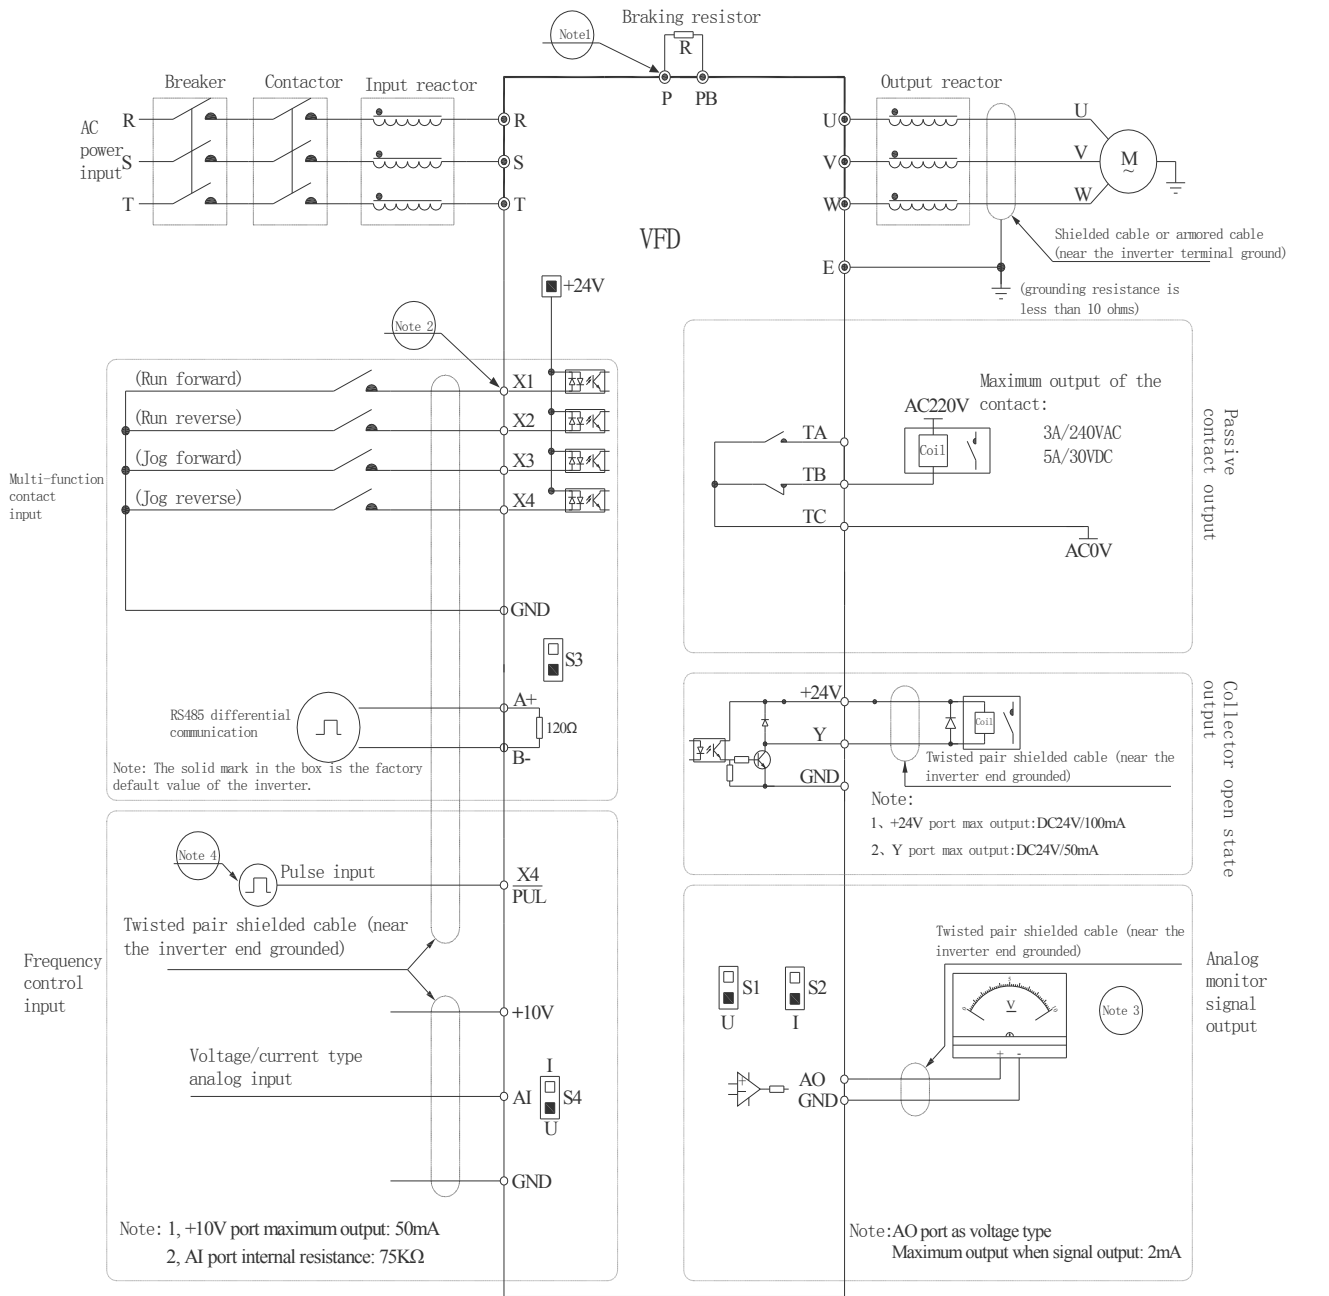 Braking resistor
Note1
R
P
PB
Breaker
Contactor
Input reactor
Output reactor
AC
power
input
R
S
T
R
S
T
U
V
W
U
V
W
M
~
VFD
E
Shielded cable or armored cable
(near the inverter terminal ground)
(grounding resistance is
less than 10 ohms)
+24V
Note 2
(Run forward)
X1
(Run reverse)
X2
(Jog forward)
X3
(Jog reverse)
X4
Multi-function
contact
input
GND
S3
RS485 differential
communication
A+
120Ω
B-
Note: The solid mark in the box is the factory
default value of the inverter.
Maximum output of the
contact:
AC220V
3A/240VAC
5A/30VDC
Coil
TA
TB
TC
AC0V
Passive
contact output
+24V
Y
GND
Coil
Twisted pair shielded cable (near the
inverter end grounded)
Note:
1、+24V port max output:DC24V/100mA
2、Y port max output:DC24V/50mA
Collector open state
output
Note 4
Pulse input
X4
PUL
Twisted pair shielded cable (near
the inverter end grounded)
Frequency
control
input
+10V
Voltage/current type
analog input
I
AI
S4
U
GND
Note: 1, +10V port maximum output: 50mA
2, AI port internal resistance: 75KΩ
Twisted pair shielded cable (near the
inverter end grounded)
S1
U
S2
I
0
5
10
V
+
-
Note 3
AO
GND
Analog
monitor
signal
output
Note:AO port as voltage type
Maximum output when signal output: 2mA